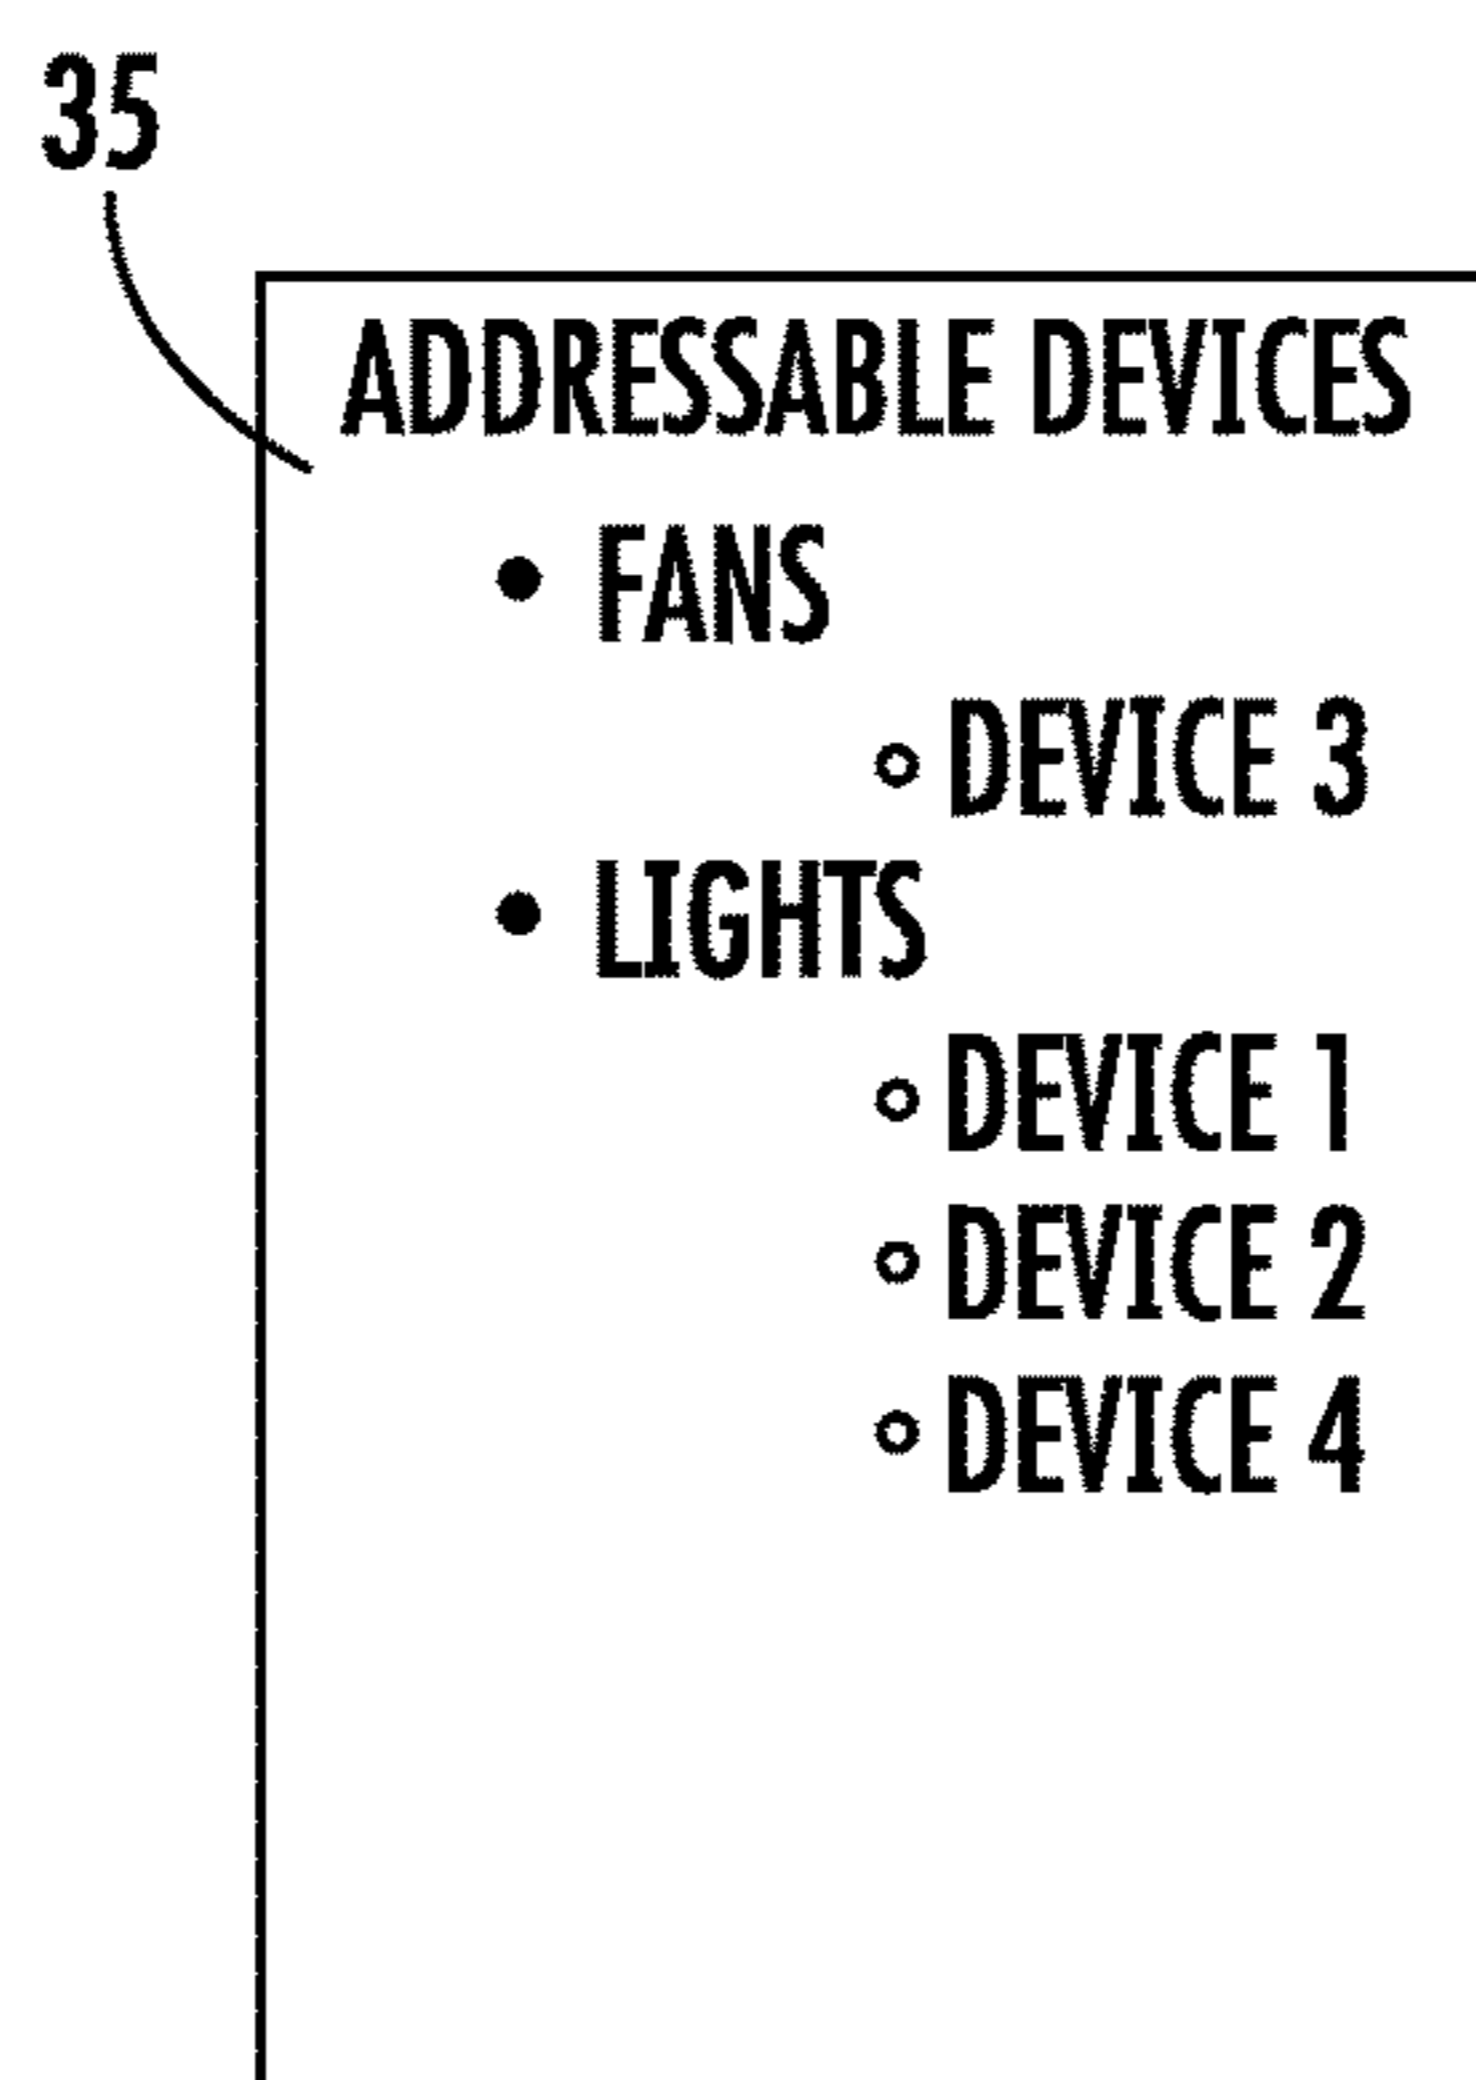 35
ADDRESSABLE DEVICES
• FANS
○ DEVICE 3
• LIGHTS
○ DEVICE 1
○ DEVICE 2
○ DEVICE 4